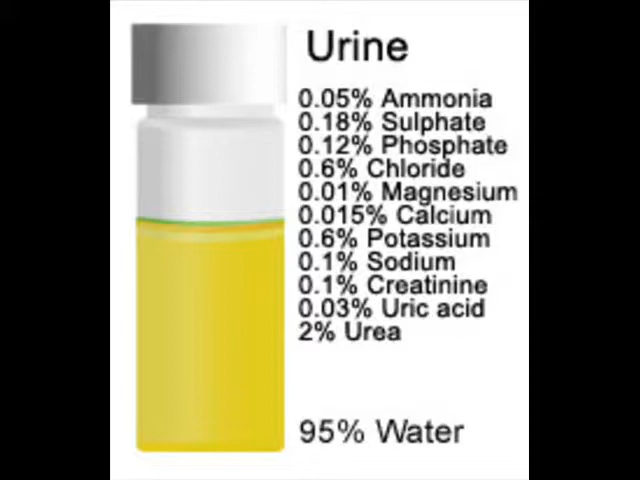 Urine
0.05% Ammonia
0.18% Sulphate
0.12% Phosphate
0.6% Chloride
0.01% Magnesium
0.015% Calcium
0.6% Potassium
0.1% Sodium
0.1% Creatinine
0.03% Uric acid
2% Urea
95% Water